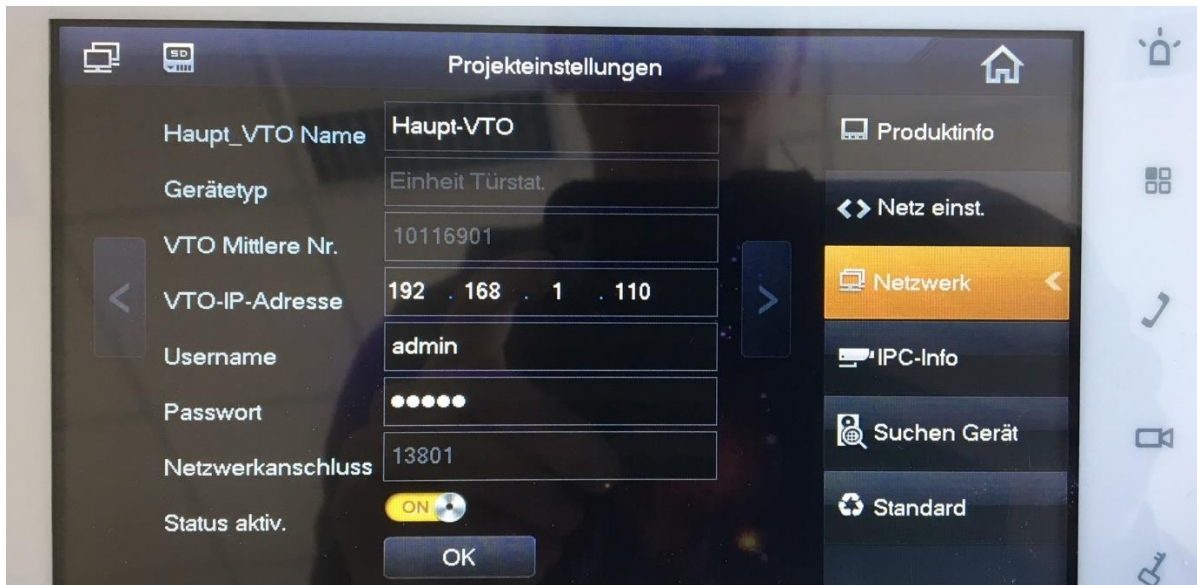 SD
Projekteinstellungen
Haupt_VTO Name
Haupt-VTO
Gerätetyp
Einheit Türstat.
VTO Mittlere Nr.
10116901
VTO-IP-Adresse
192 . 168 . 1 . 110
Username
admin
Passwort
●●●●●
Netzwerkanschluss
13801
Status aktiv.
ON
OK
Produktinfo
Netz einst.
Netzwerk
IPC-Info
Suchen Gerät
Standard